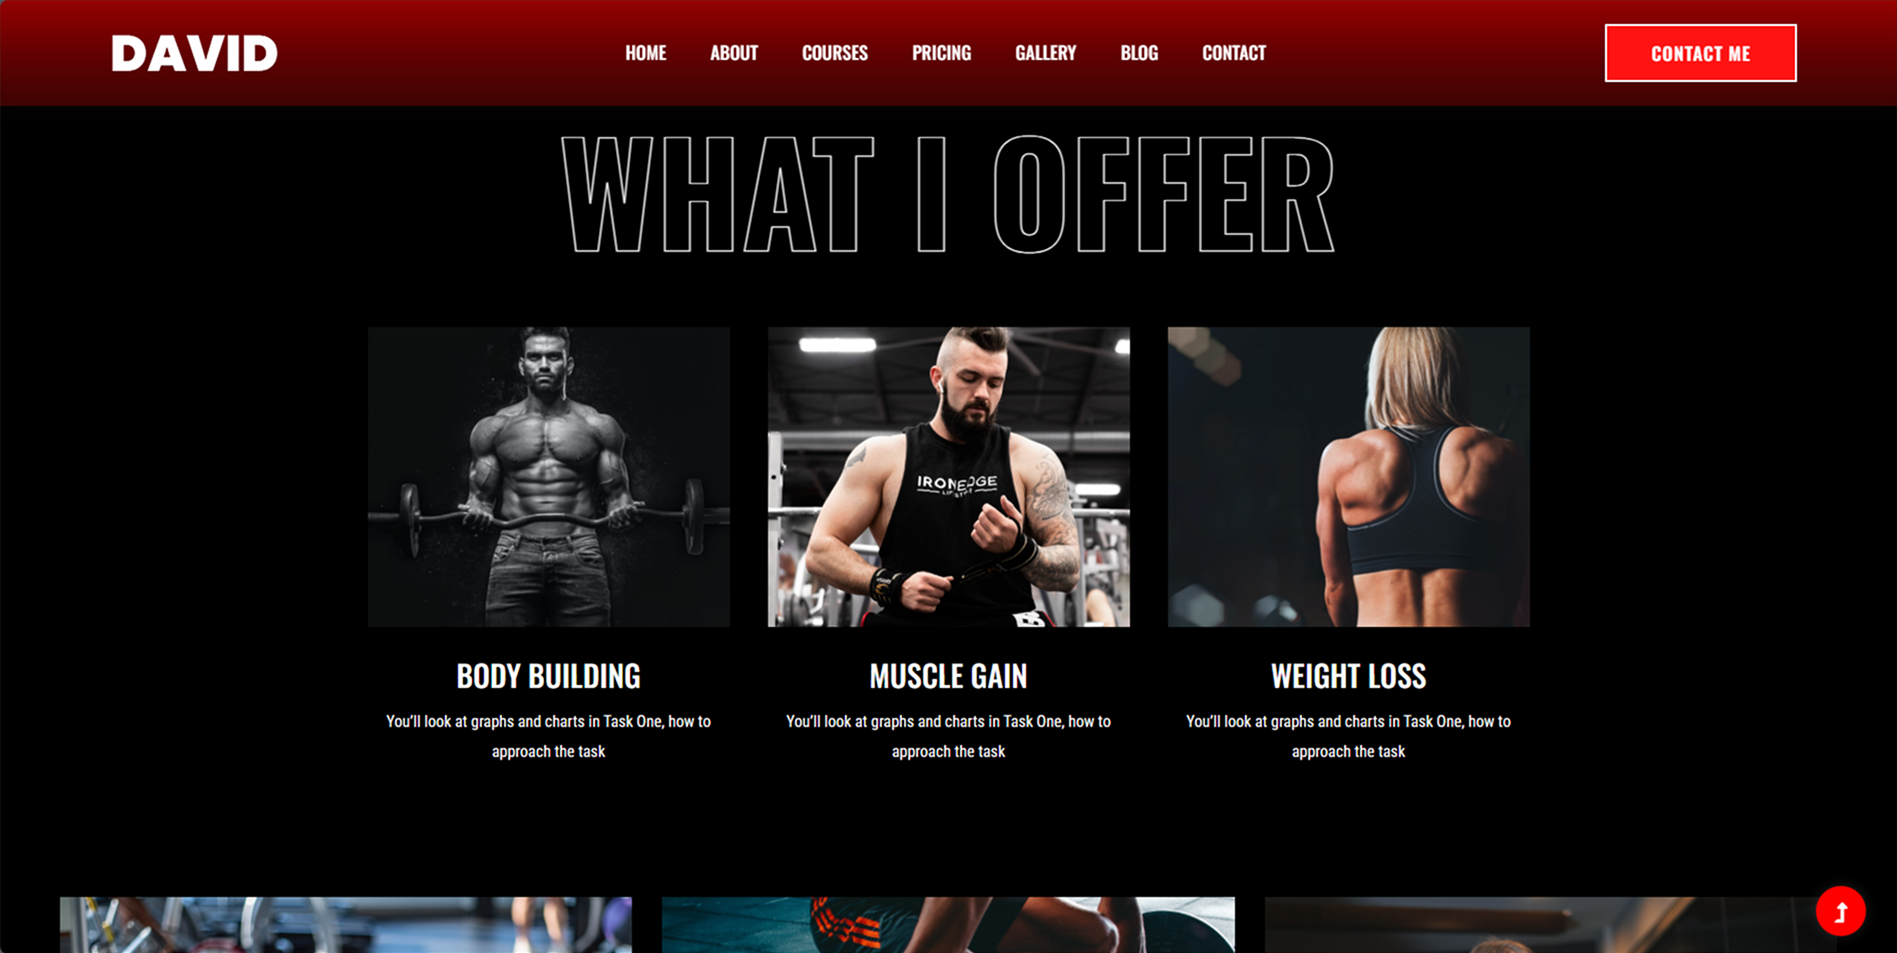 DAVID
HOME ABOUT COURSES PRICING GALLERY BLOG CONTACT
CONTACT ME
WHAT I OFFER
IRON EDGE
BODY BUILDING
You’ll look at graphs and charts in Task One, how to
approach the task
MUSCLE GAIN
You’ll look at graphs and charts in Task One, how to
approach the task
WEIGHT LOSS
You’ll look at graphs and charts in Task One, how to
approach the task